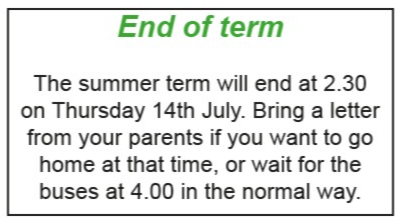 End of term
The summer term will end at 2.30
on Thursday 14th July. Bring a letter
from your parents if you want to go
home at that time, or wait for the
buses at 4.00 in the normal way.